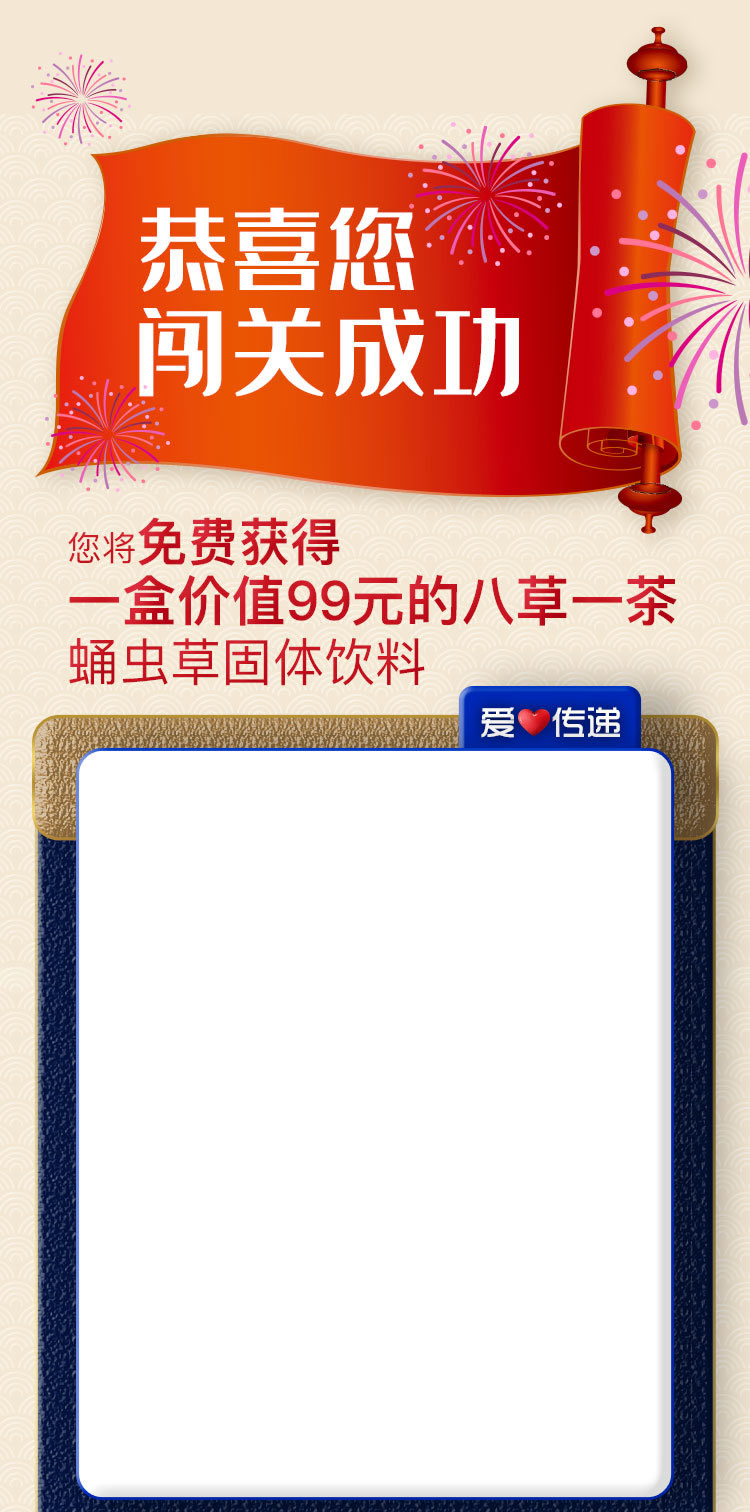 恭喜您
闯关成功
您将免费获得
一盒价值99元的八草一茶
蛹虫草固体饮料
爱传递